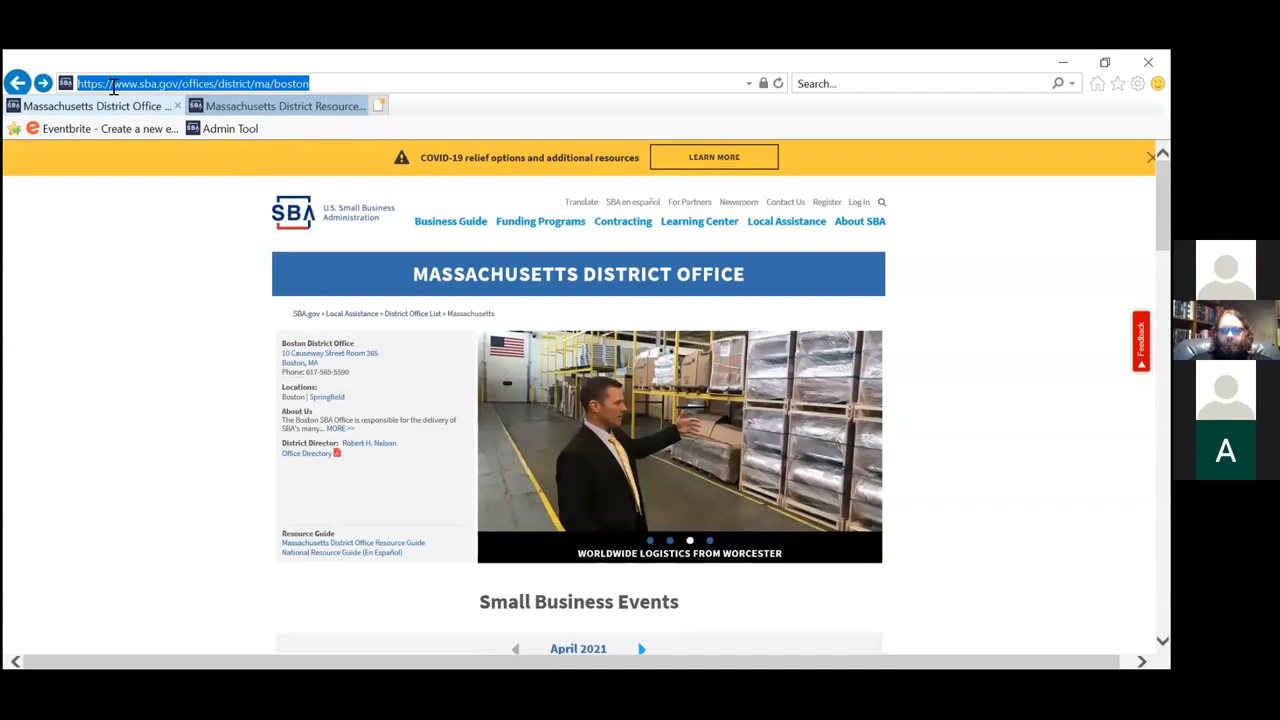 https://www.sba.gov/offices/district/ma/boston
Search...
Massachusetts District Office ...
Massachusetts District Resource...
Eventbrite - Create a new e...
Admin Tool
COVID-19 relief options and additional resources
LEARN MORE
SBA
U.S. Small Business
Administration
Translate SBA en español For Partners Newsroom Contact Us Register Log In
Business Guide Funding Programs Contracting Learning Center Local Assistance About SBA
MASSACHUSETTS DISTRICT OFFICE
SBA.gov » Local Assistance » District Office List » Massachusetts
Boston District Office
10 Causeway Street Room 265
Boston, MA
Phone: 617-565-5590
Locations:
Boston | Springfield
About Us
The Boston SBA Office is responsible for the delivery of
SBA's many... MORE >>
District Director: Robert H. Nelson
Office Directory
Resource Guide
Massachusetts District Office Resource Guide
National Resource Guide (En Español)
WORLDWIDE LOGISTICS FROM WORCESTER
Feedback
Small Business Events
April 2021
A